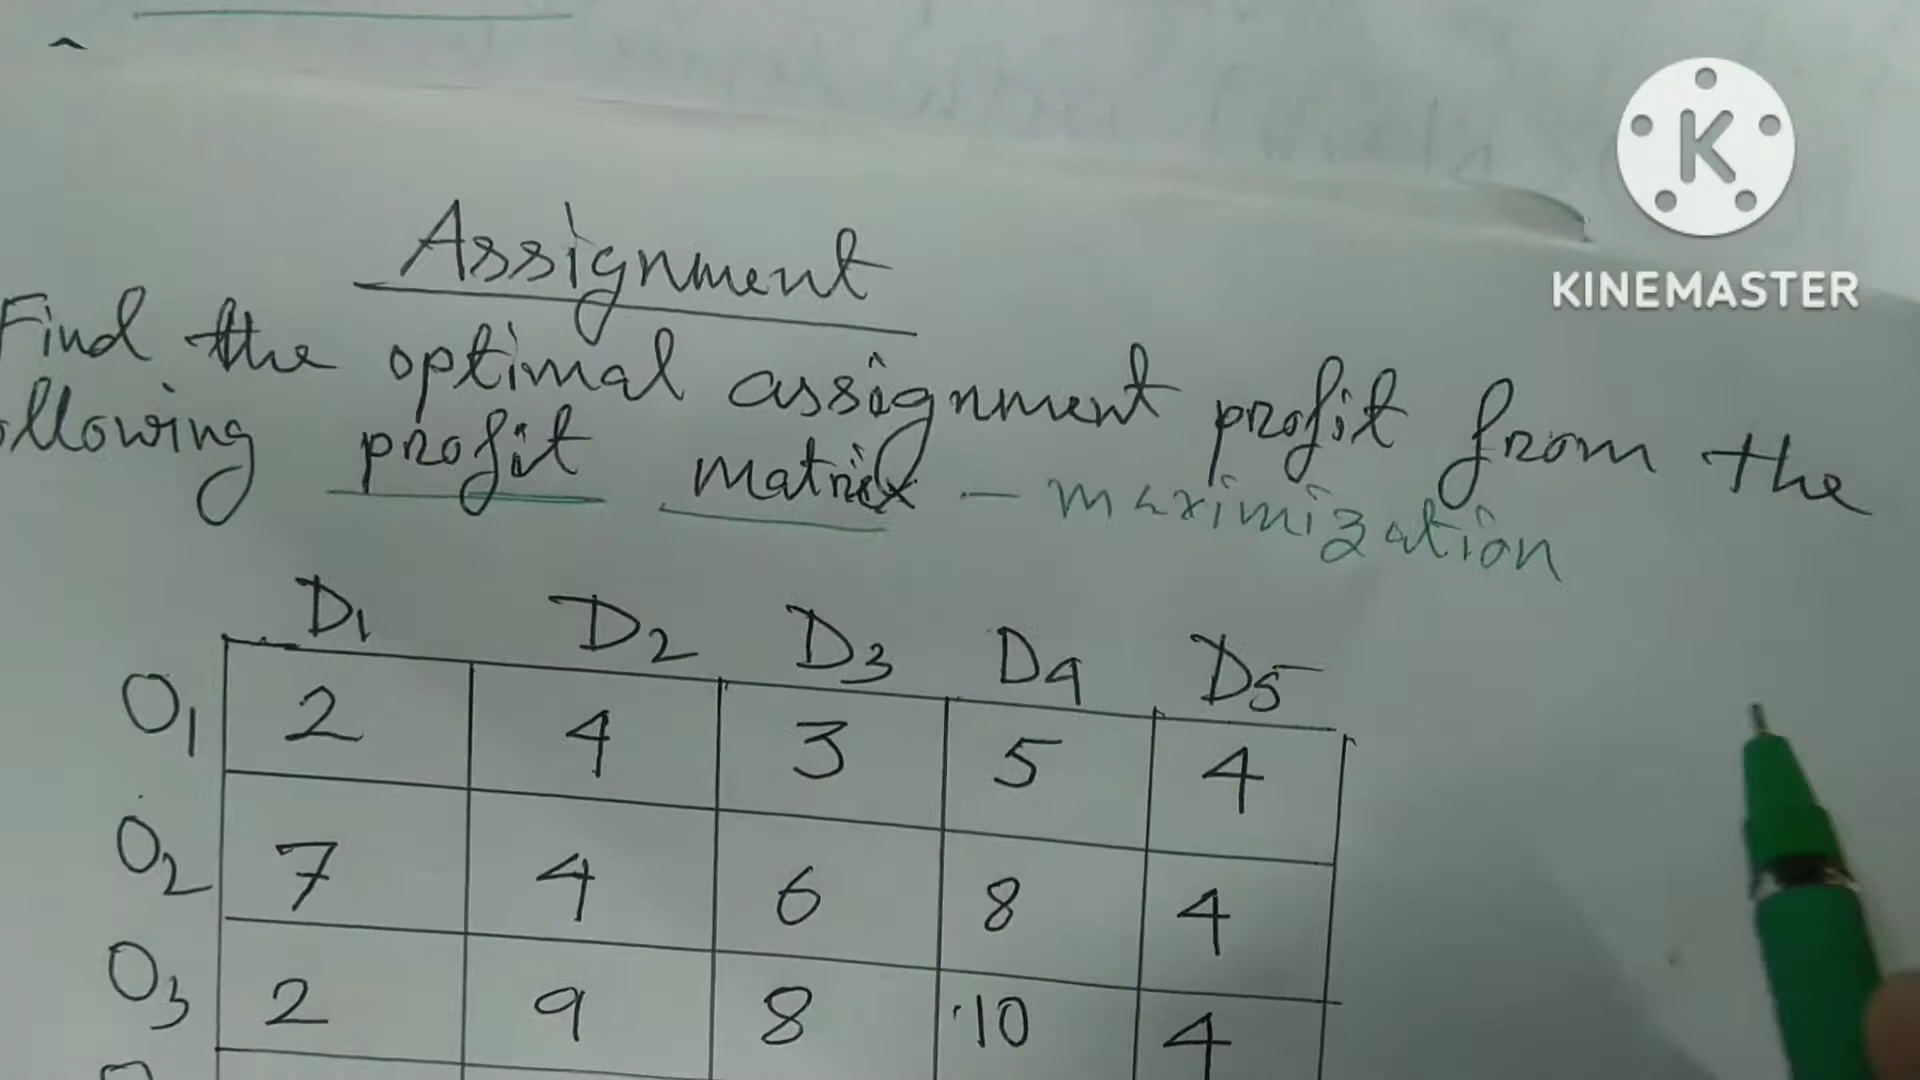 KINEMASTER
Assignment
Find the optimal assignment profit from the
ollowing profit matrix - maximization
D1 D2 D3 D4 D5
O1 2 4 3 5 4
O2 7 4 6 8 4
O3 2 9 8 10 4